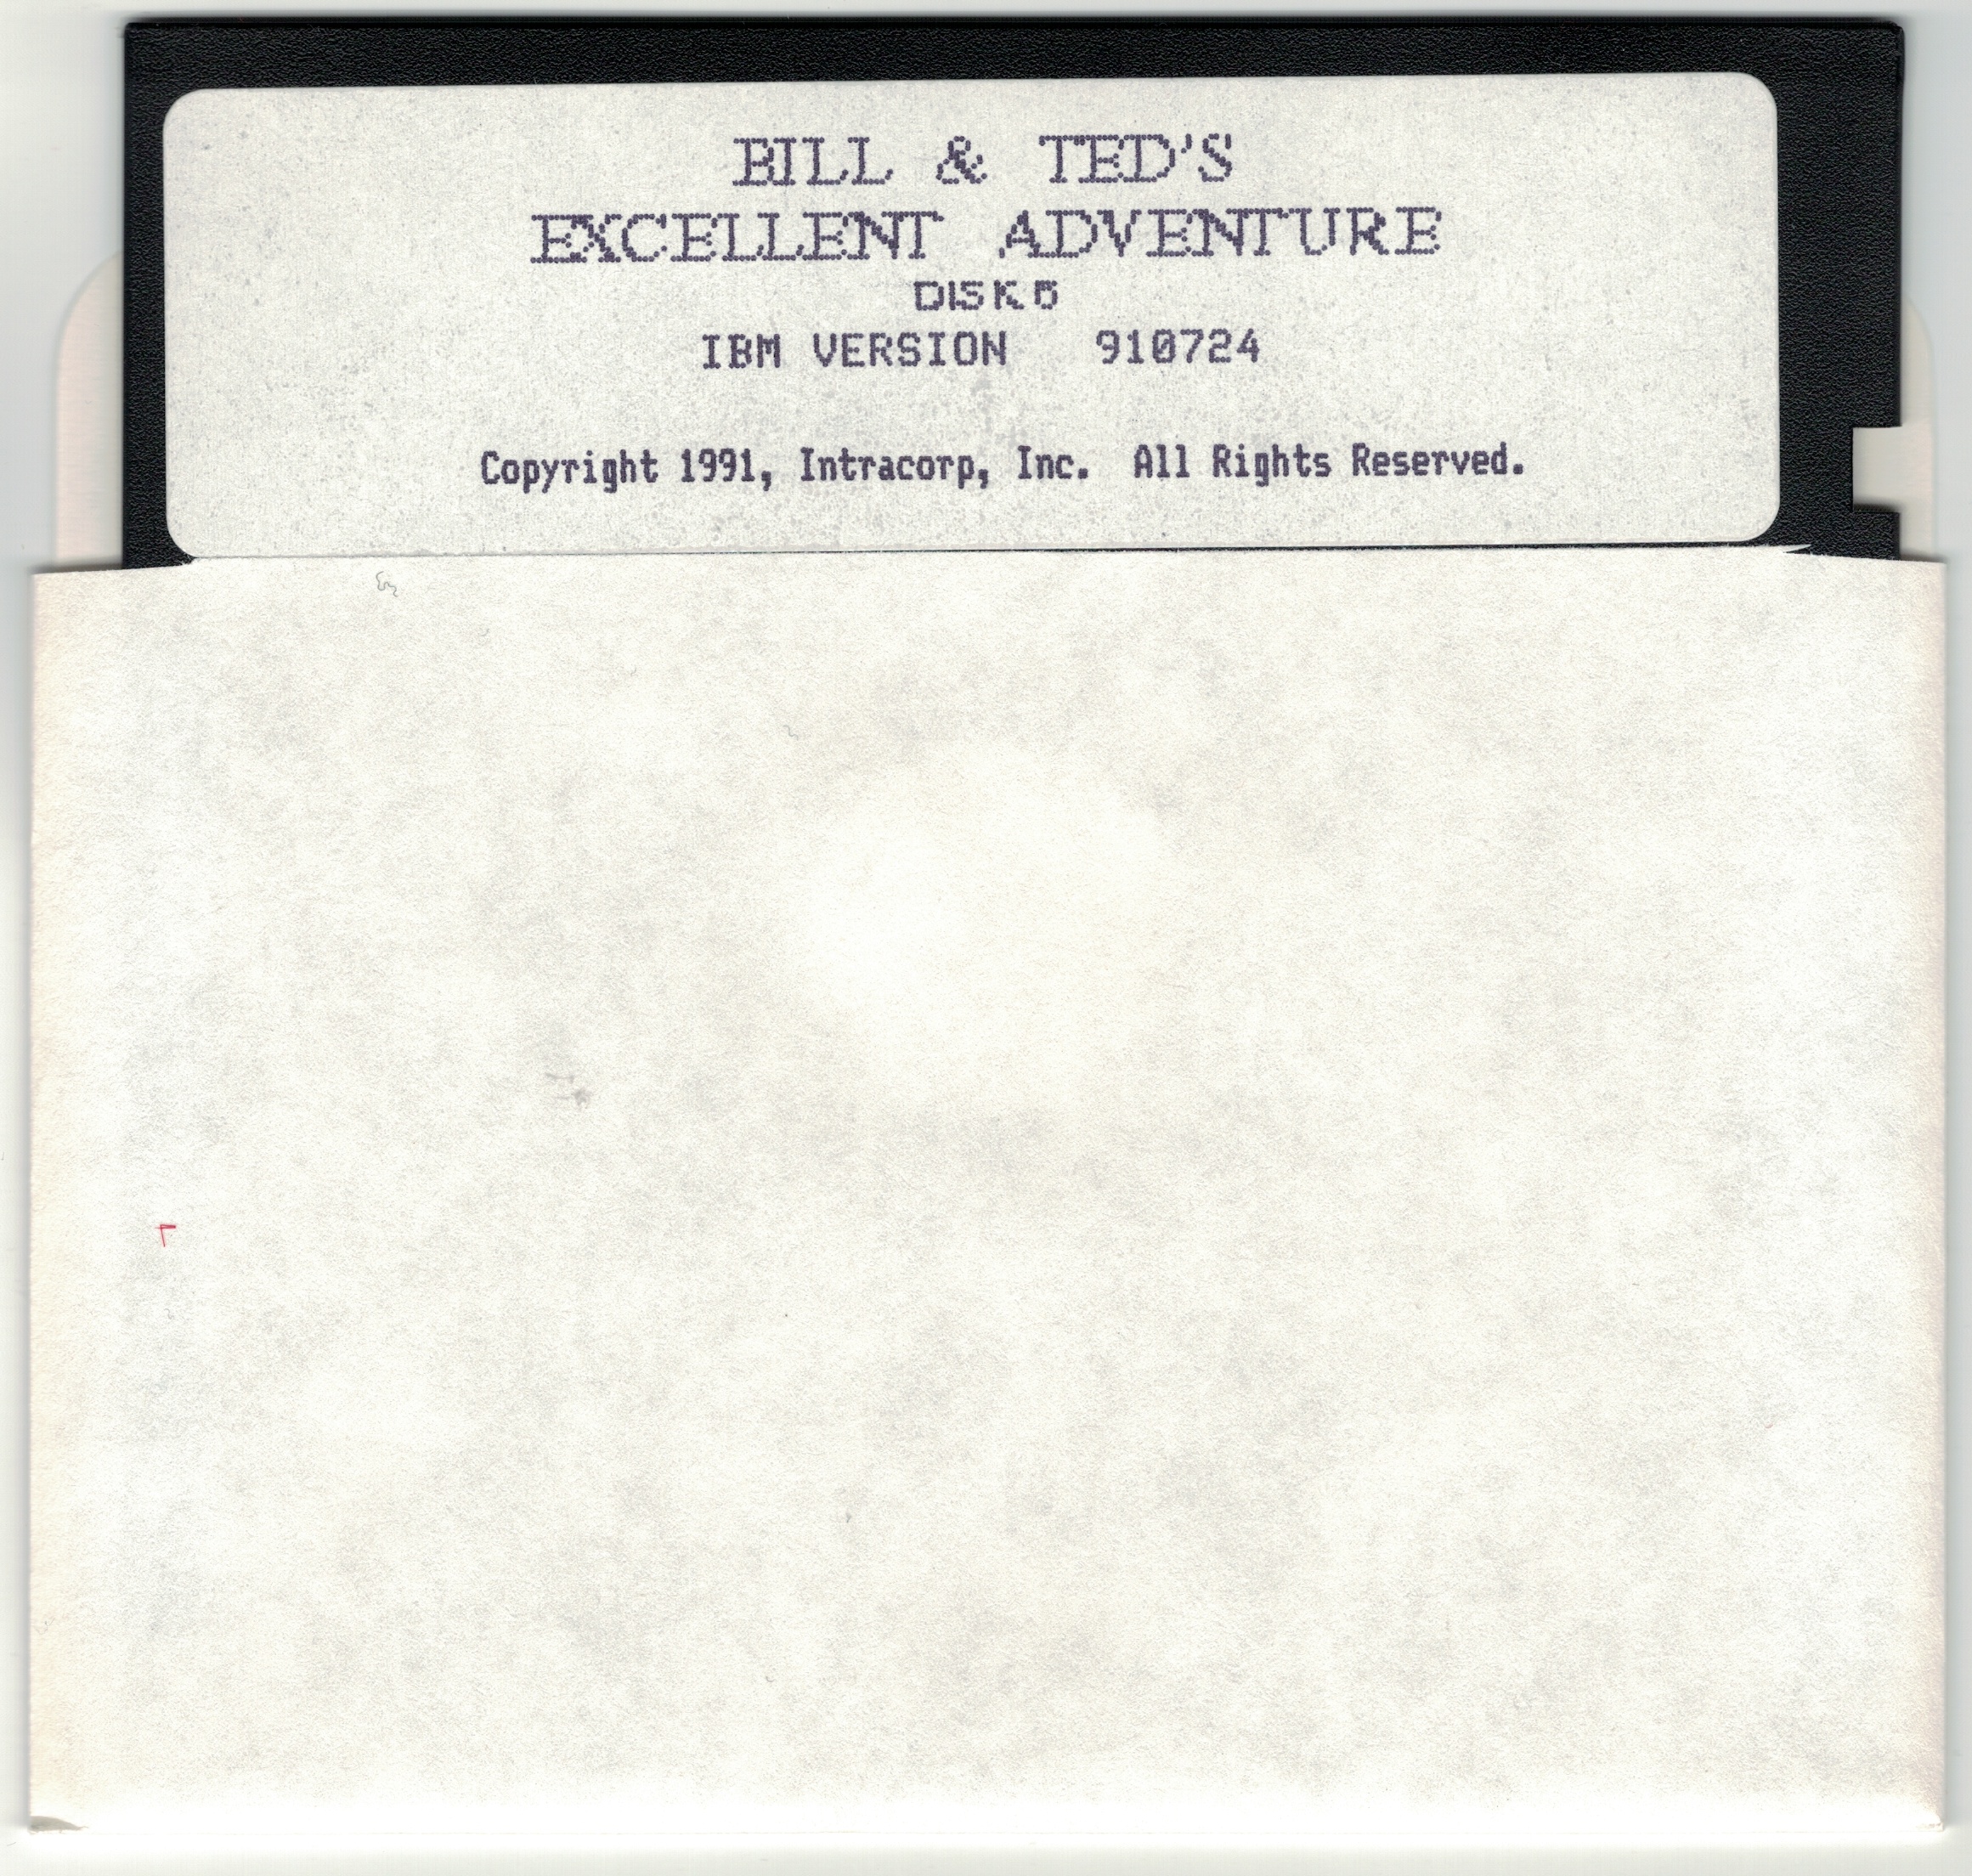 BILL & TED'S
EXCELLENT ADVENTURE
DISK 5
IBM VERSION 910724
Copyright 1991, Intracorp, Inc. All Rights Reserved.